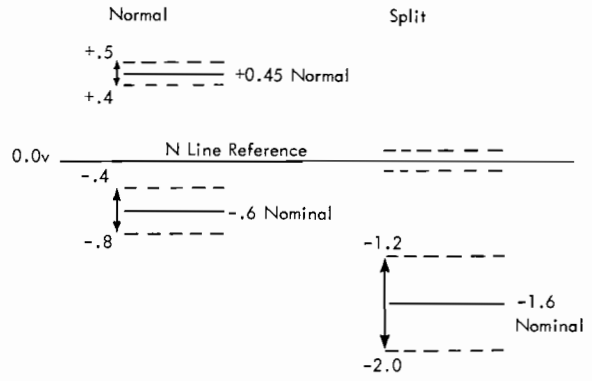 Normal
Split
+.5
+0.45 Normal
+.4
N Line Reference
0.0v
-.4
-.6 Nominal
-.8
-1.2
-1.6
Nominal
-2.0